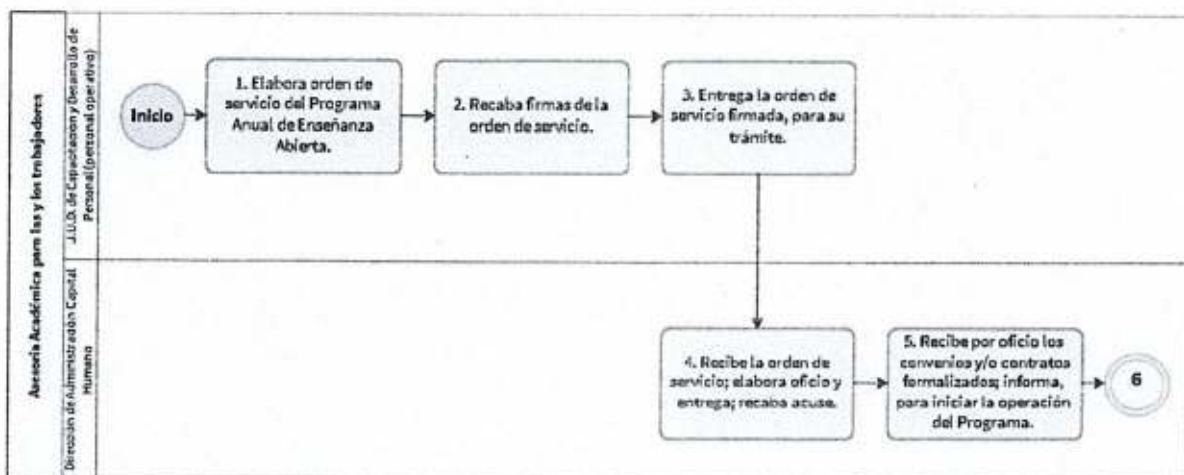 Asesoría Académica para las y los trabajadores
J.U.D. de Capacitación y Desarrollo de
Personal (personal operativo)
Inicio
1. Elabora orden de
servicio del Programa
Anual de Enseñanza
Abierta.
2. Recaba firmas de la
orden de servicio.
3. Entrega la orden de
servicio firmada, para su
trámite.
Dirección de Administración Capital
Humano
4. Recibe la orden de
servicio; elabora oficio y
entrega; recaba acuse.
5. Recibe por oficio los
convenios y/o contratos
formalizados; informa,
para iniciar la operación
del Programa.
6